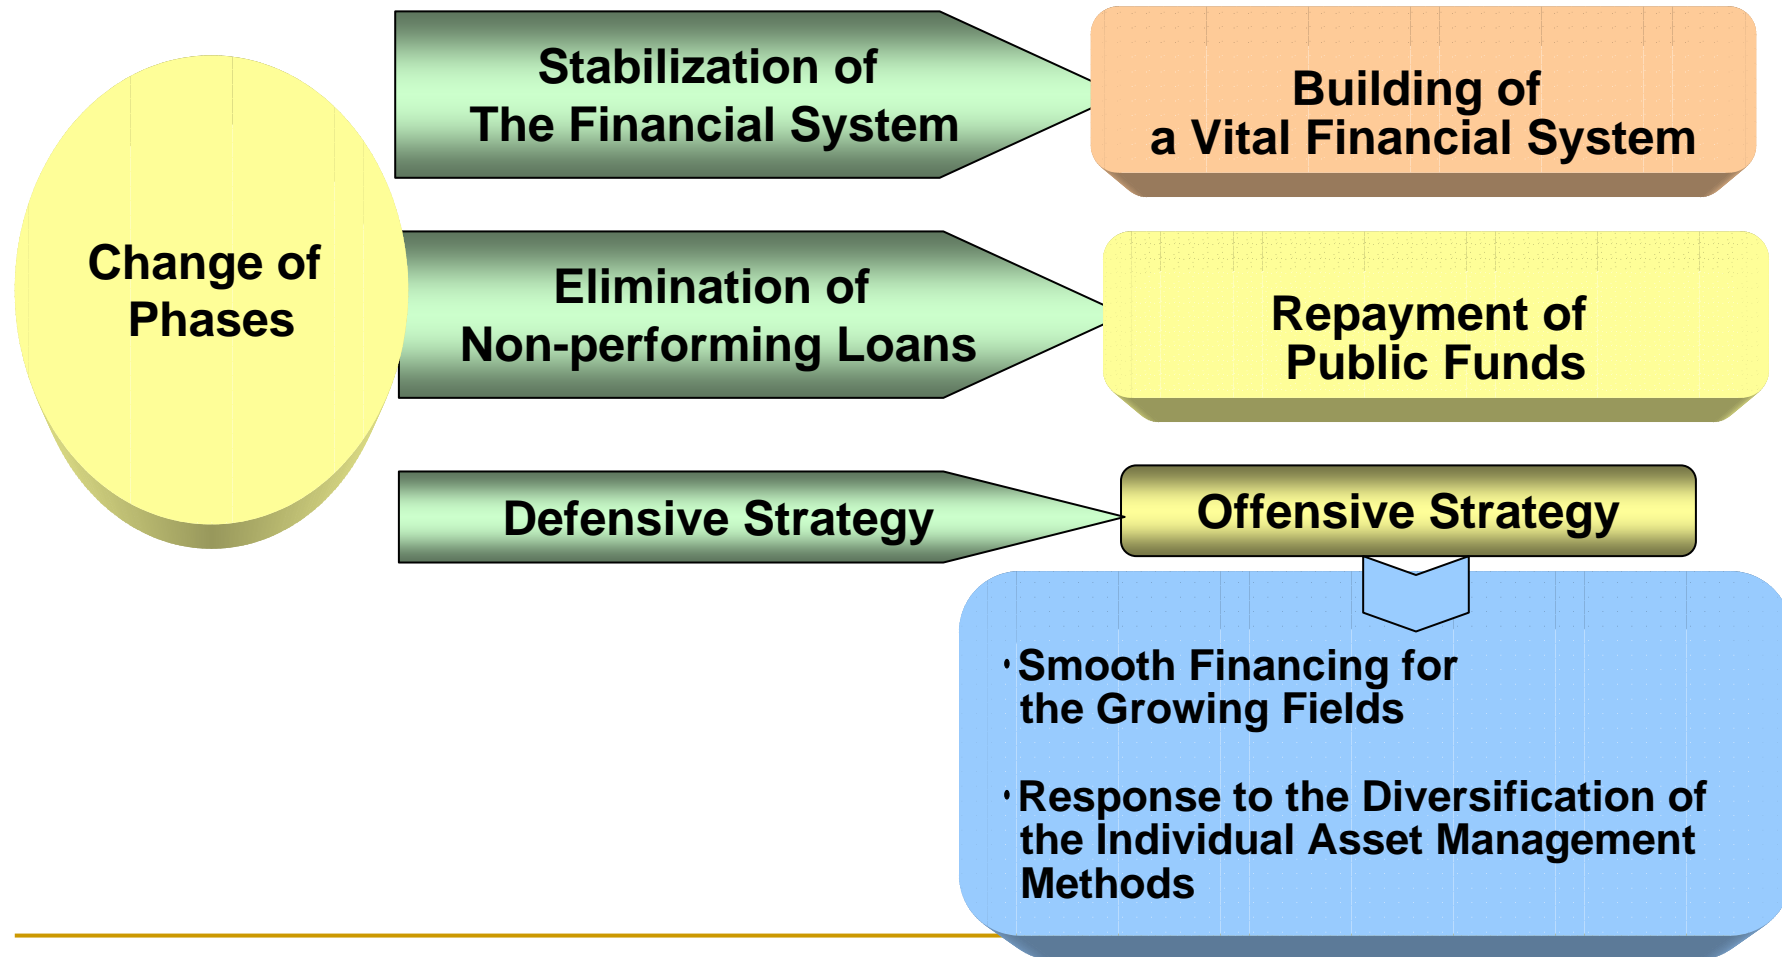 Change of
Phases
Stabilization of
The Financial System
Building of
a Vital Financial System
Elimination of
Non-performing Loans
Repayment of
Public Funds
Defensive Strategy
Offensive Strategy
・Smooth Financing for
the Growing Fields
・Response to the Diversification of
the Individual Asset Management
Methods